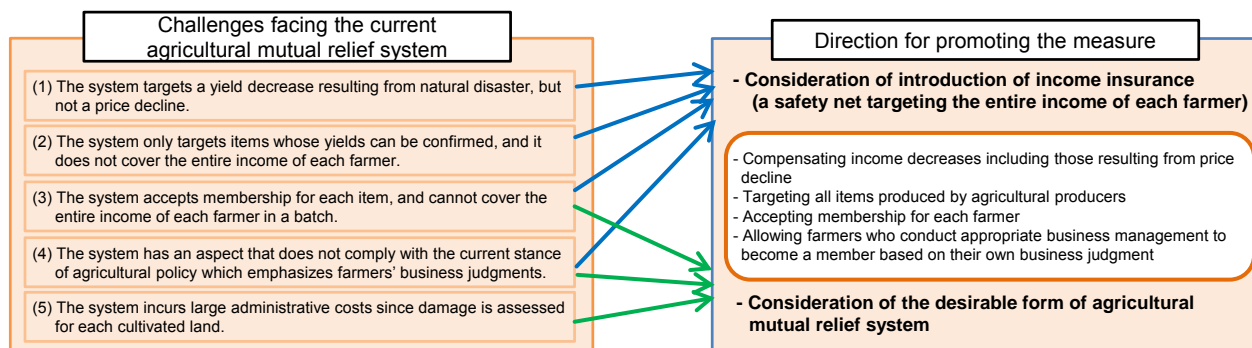 Challenges facing the current
agricultural mutual relief system
(1) The system targets a yield decrease resulting from natural disaster, but
not a price decline.
(2) The system only targets items whose yields can be confirmed, and it
does not cover the entire income of each farmer.
(3) The system accepts membership for each item, and cannot cover the
entire income of each farmer in a batch.
(4) The system has an aspect that does not comply with the current stance
of agricultural policy which emphasizes farmers’ business judgments.
(5) The system incurs large administrative costs since damage is assessed
for each cultivated land.
Direction for promoting the measure
- Consideration of introduction of income insurance
(a safety net targeting the entire income of each farmer)
- Compensating income decreases including those resulting from price
decline
- Targeting all items produced by agricultural producers
- Accepting membership for each farmer
- Allowing farmers who conduct appropriate business management to
become a member based on their own business judgment
- Consideration of the desirable form of agricultural
mutual relief system